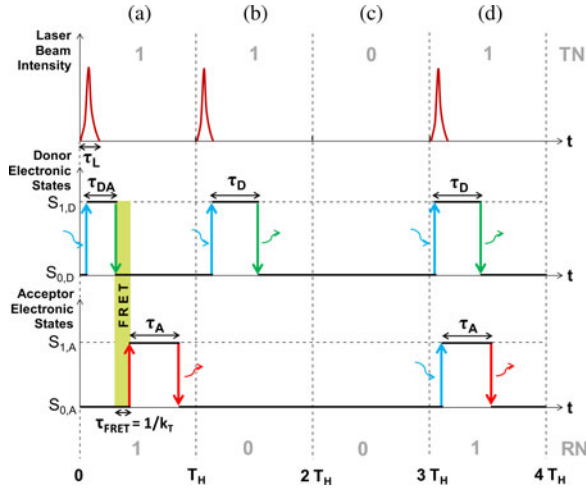 (a) (b) (c) (d)
Laser
Beam
Intensity
1 1 0 1 TN
t
τL
Donor
Electronic
States
τDA τD τD
S1,D
S0,D
t
FRET
Acceptor
Electronic
States
τA τA
S1,A
S0,A
t
τFRET = 1/kT
1 0 0 1 RN
0 TH 2 TH 3 TH 4 TH